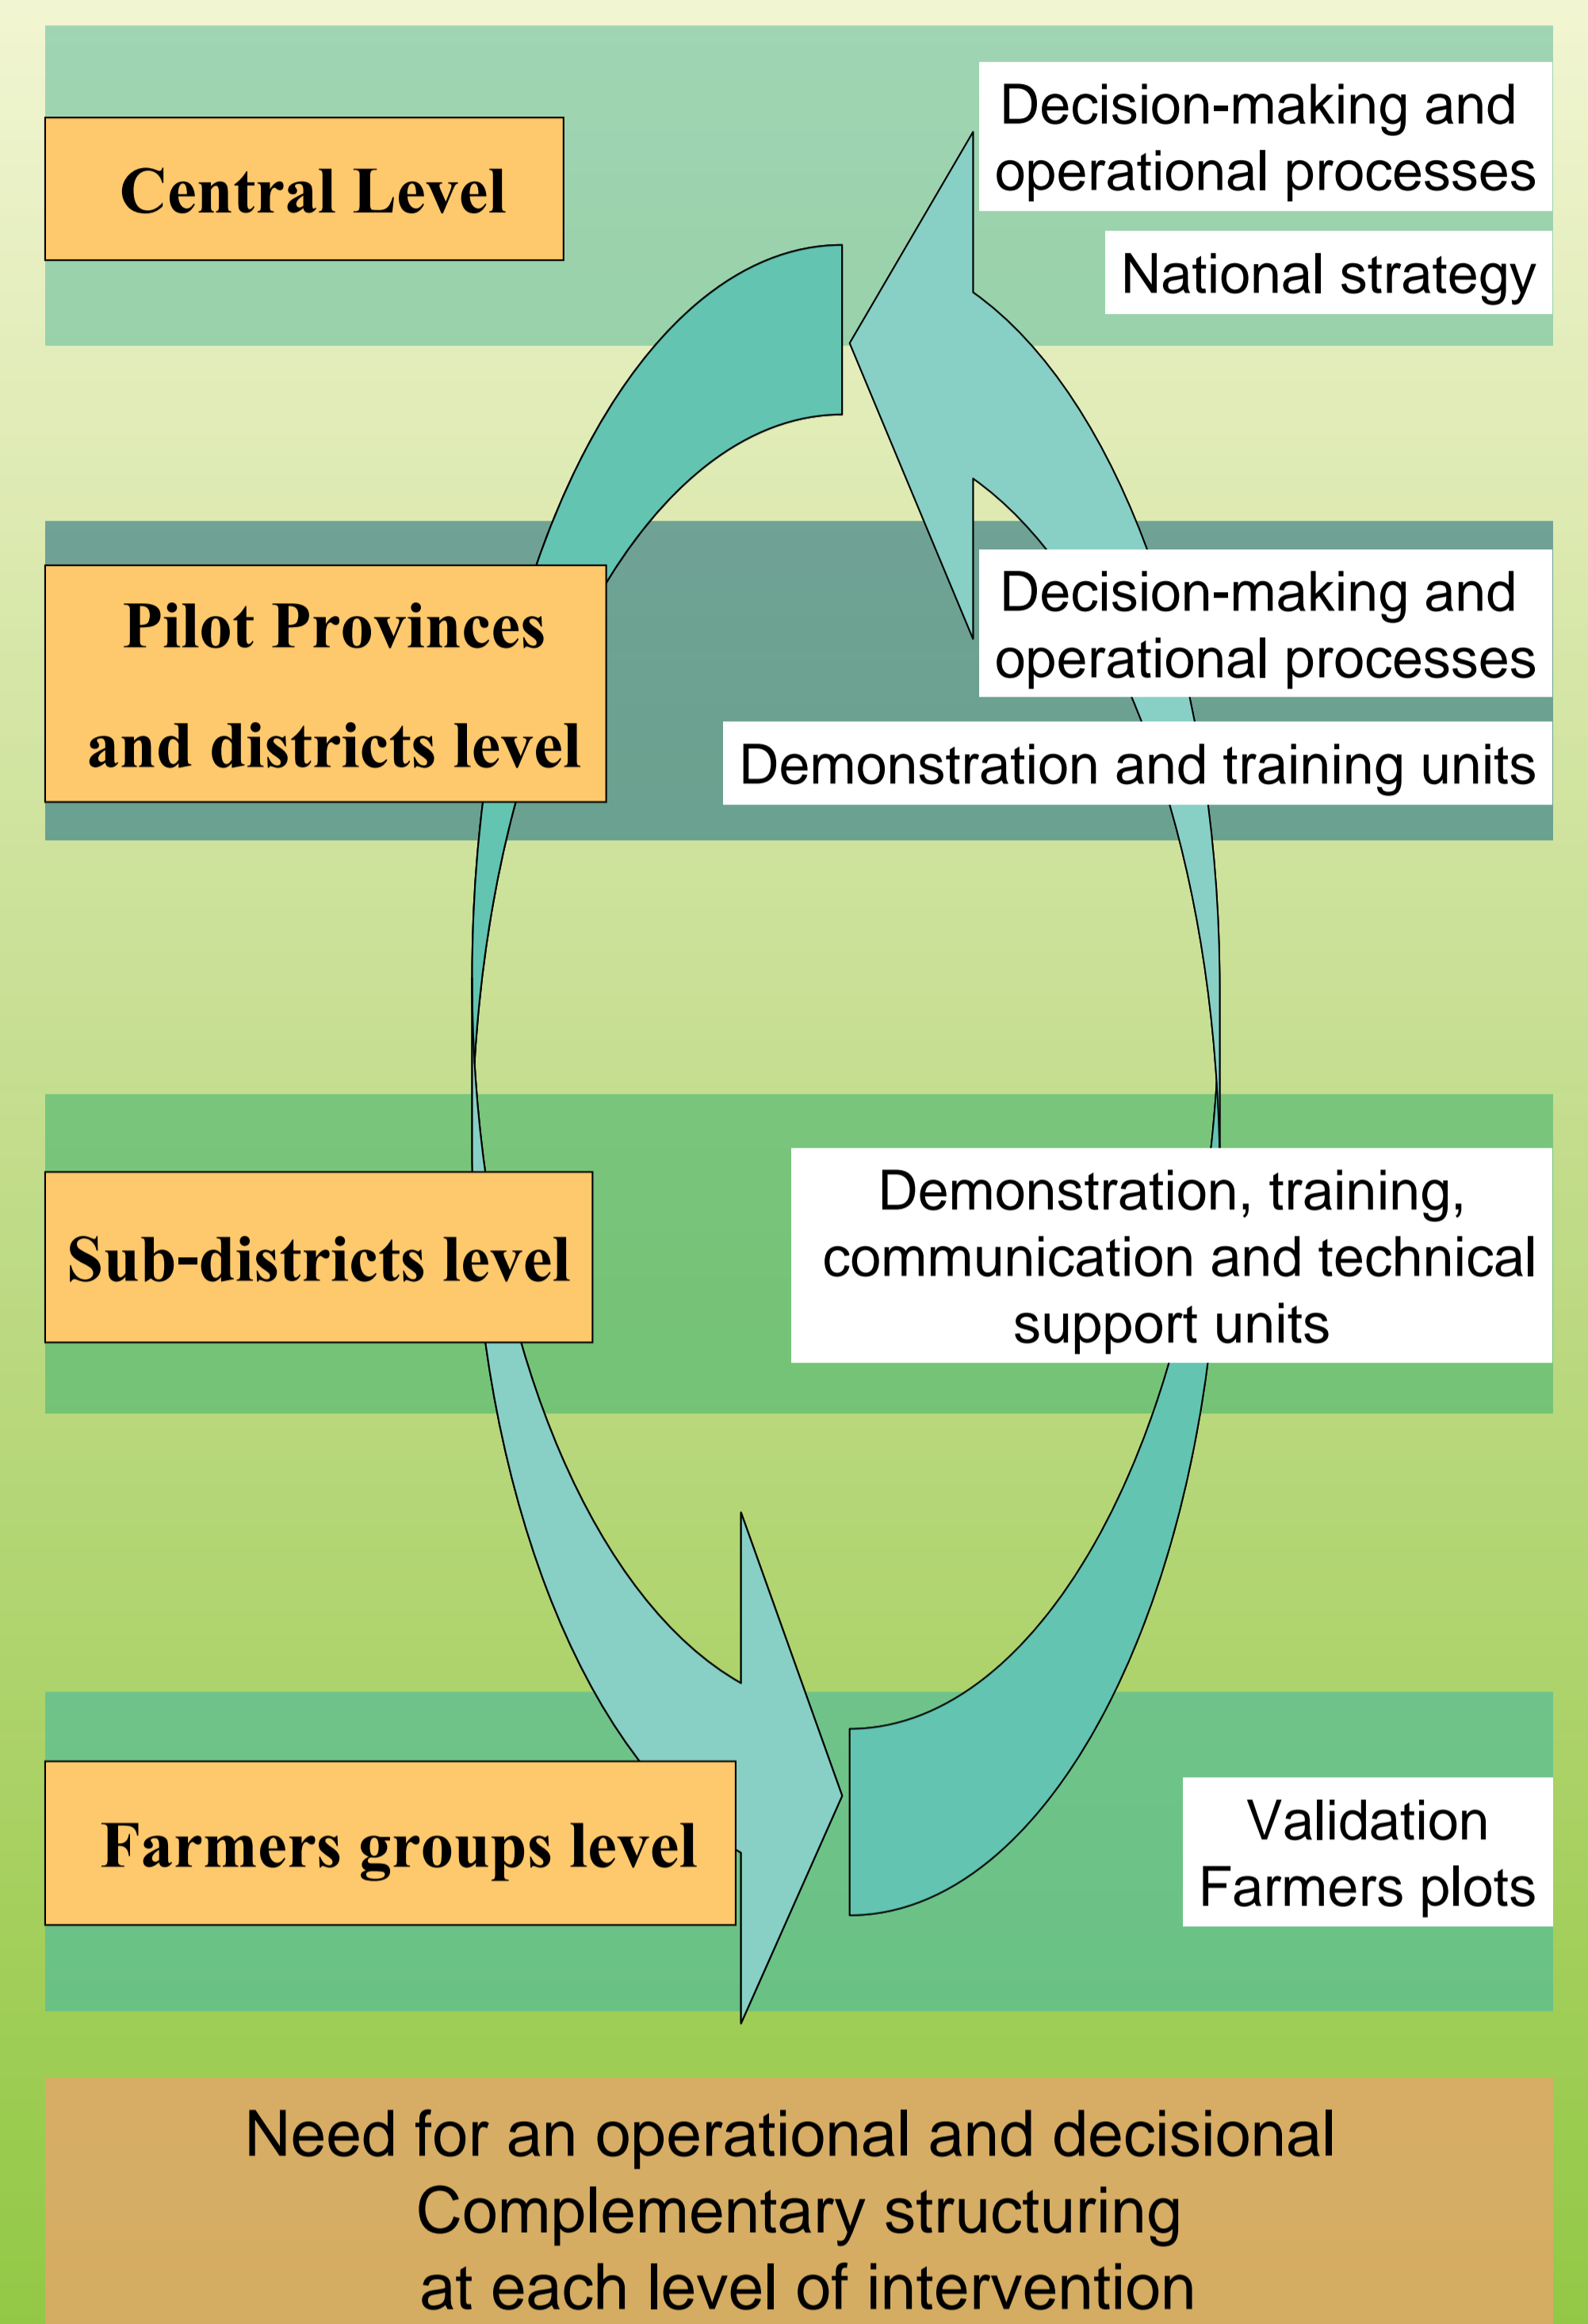 Central Level
Decision-making and
operational processes
National strategy
Pilot Provinces
and districts level
Decision-making and
operational processes
Demonstration and training units
Sub-districts level
Demonstration, training,
communication and technical
support units
Farmers groups level
Validation
Farmers plots
Need for an operational and decisional
Complementary structuring
at each level of intervention